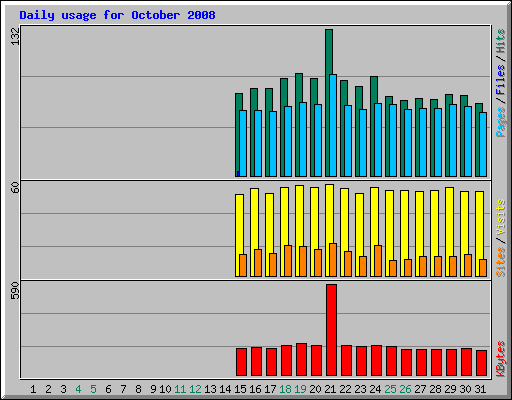 Daily usage for October 2008
132
60
590
Pages/Files/Hits
Sites/Visits
KBytes
1 2 3 4 5 6 7 8 9 10 11 12 13 14 15 16 17 18 19 20 21 22 23 24 25 26 27 28 29 30 31